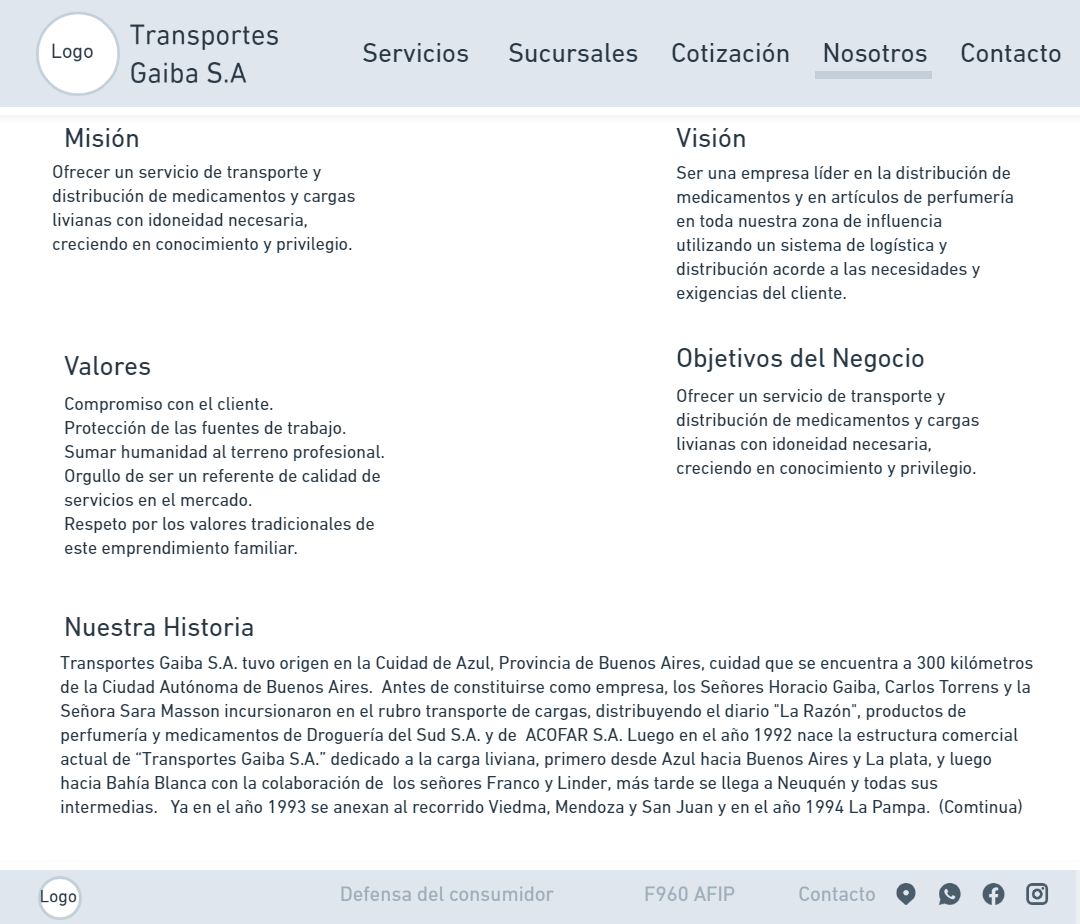 Logo
Transportes
Gaiba S.A
Servicios
Sucursales
Cotización
Nosotros
Contacto
Misión
Ofrecer un servicio de transporte y
distribución de medicamentos y cargas
livianas con idoneidad necesaria,
creciendo en conocimiento y privilegio.
Visión
Ser una empresa líder en la distribución de
medicamentos y en artículos de perfumería
en toda nuestra zona de influencia
utilizando un sistema de logística y
distribución acorde a las necesidades y
exigencias del cliente.
Valores
Compromiso con el cliente.
Protección de las fuentes de trabajo.
Sumar humanidad al terreno profesional.
Orgullo de ser un referente de calidad de
servicios en el mercado.
Respeto por los valores tradicionales de
este emprendimiento familiar.
Objetivos del Negocio
Ofrecer un servicio de transporte y
distribución de medicamentos y cargas
livianas con idoneidad necesaria,
creciendo en conocimiento y privilegio.
Nuestra Historia
Transportes Gaiba S.A. tuvo origen en la Cuidad de Azul, Provincia de Buenos Aires, cuidad que se encuentra a 300 kilómetros
de la Ciudad Autónoma de Buenos Aires.  Antes de constituirse como empresa, los Señores Horacio Gaiba, Carlos Torrens y la
Señora Sara Masson incursionaron en el rubro transporte de cargas, distribuyendo el diario "La Razón", productos de
perfumería y medicamentos de Droguería del Sud S.A. y de  ACOFAR S.A. Luego en el año 1992 nace la estructura comercial
actual de “Transportes Gaiba S.A.” dedicado a la carga liviana, primero desde Azul hacia Buenos Aires y La plata, y luego
hacia Bahía Blanca con la colaboración de  los señores Franco y Linder, más tarde se llega a Neuquén y todas sus
intermedias.   Ya en el año 1993 se anexan al recorrido Viedma, Mendoza y San Juan y en el año 1994 La Pampa.  (Comtinua)
Logo
Defensa del consumidor
F960 AFIP
Contacto